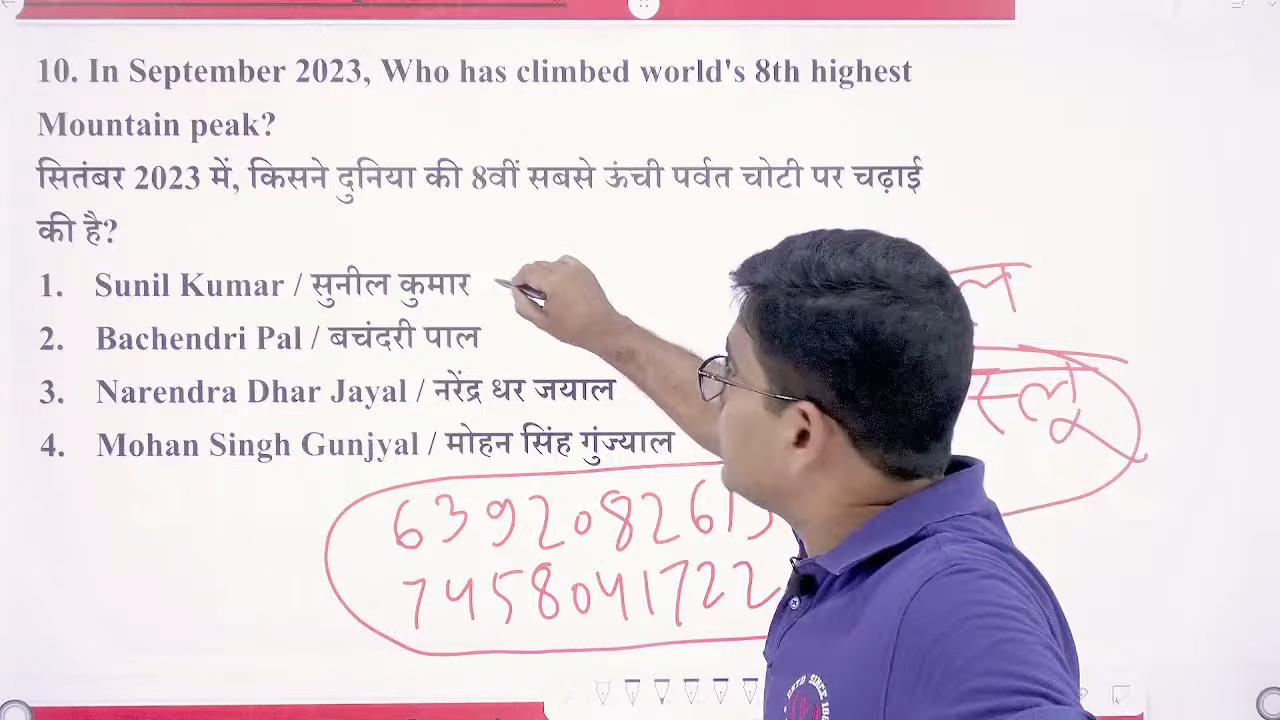 10. In September 2023, Who has climbed world's 8th highest
Mountain peak?
सितंबर 2023 में, किसने दुनिया की 8वीं सबसे ऊंची पर्वत चोटी पर चढ़ाई
की है?
1. Sunil Kumar / सुनील कुमार
2. Bachendri Pal / बचंदरी पाल
3. Narendra Dhar Jayal / नरेंद्र धर जयाल
4. Mohan Singh Gunjyal / मोहन सिंह गुंज्याल
7458041722